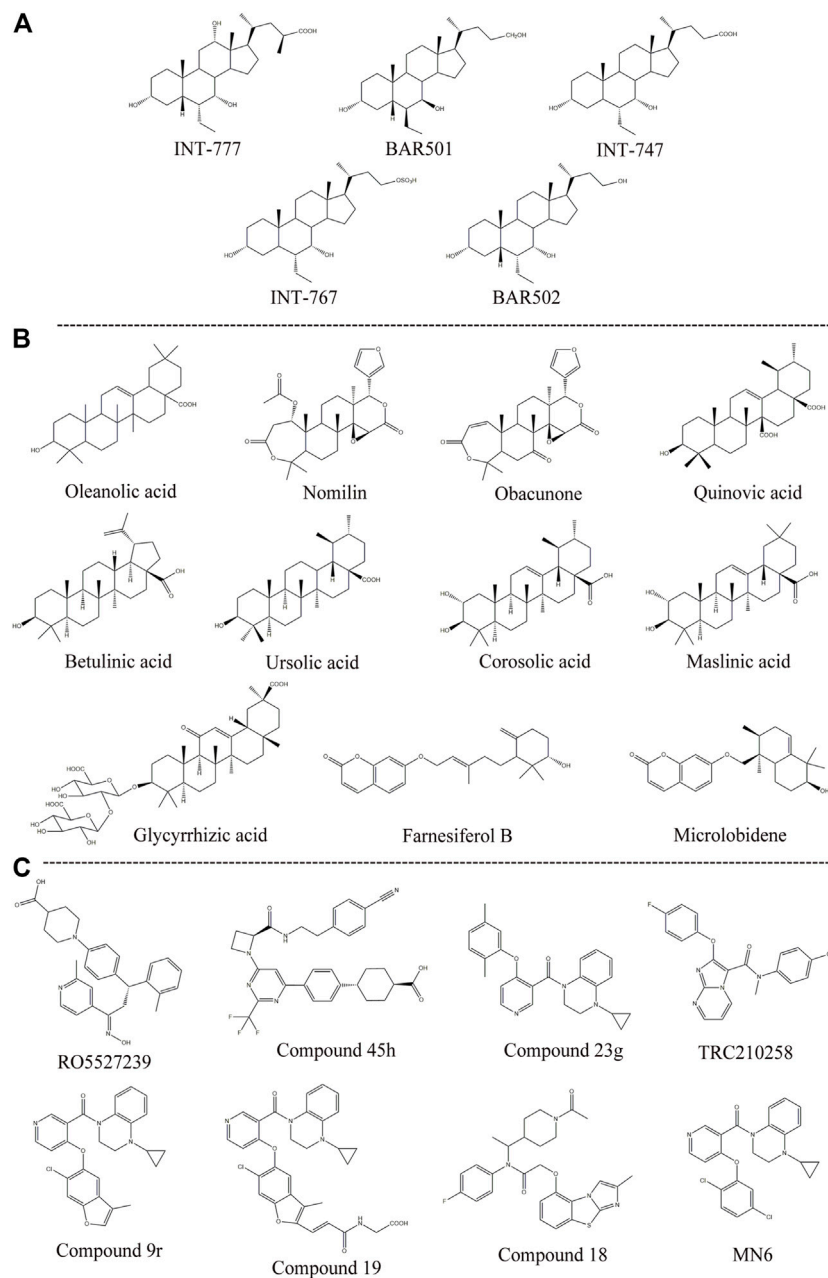 A
INT-777
BAR501
INT-747
INT-767
BAR502
B
Oleanolic acid
Nomilin
Obacunone
Quinovic acid
Betulinic acid
Ursolic acid
Corosolic acid
Maslinic acid
Glycyrrhizic acid
Farnesiferol B
Microlobidene
C
RO5527239
Compound 45h
Compound 23g
TRC210258
Compound 9r
Compound 19
Compound 18
MN6